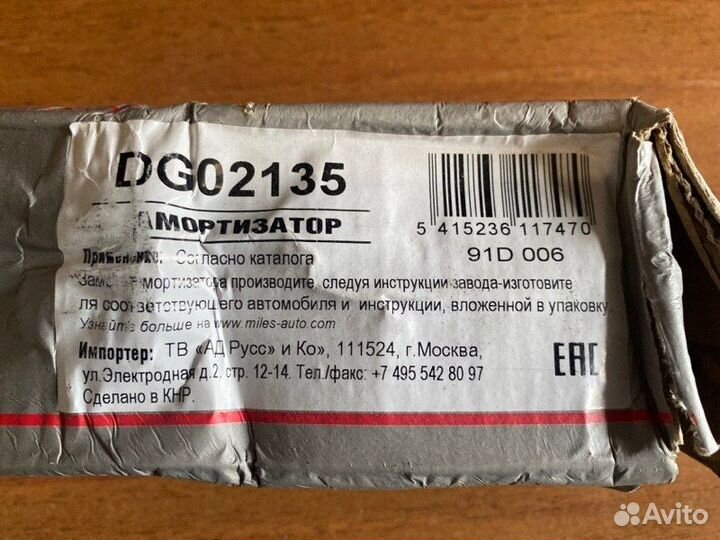 DG02135
АМОРТИЗАТОР
5 415236 117470
91D 006
Согласно каталога
производите, следуя инструкции завода-изготовите
ля соответствующего автомобиля и инструкции, вложенной в упаковку
Узнайте больше на www.miles-auto.com
Импортер: ТВ «АД Русс» и Ко», 111524, г.Москва,
ул.Электродная д.2. стр. 12-14. Тел./факс: +7 495 542 80 97
Сделано в КНР.
EAC
Avito